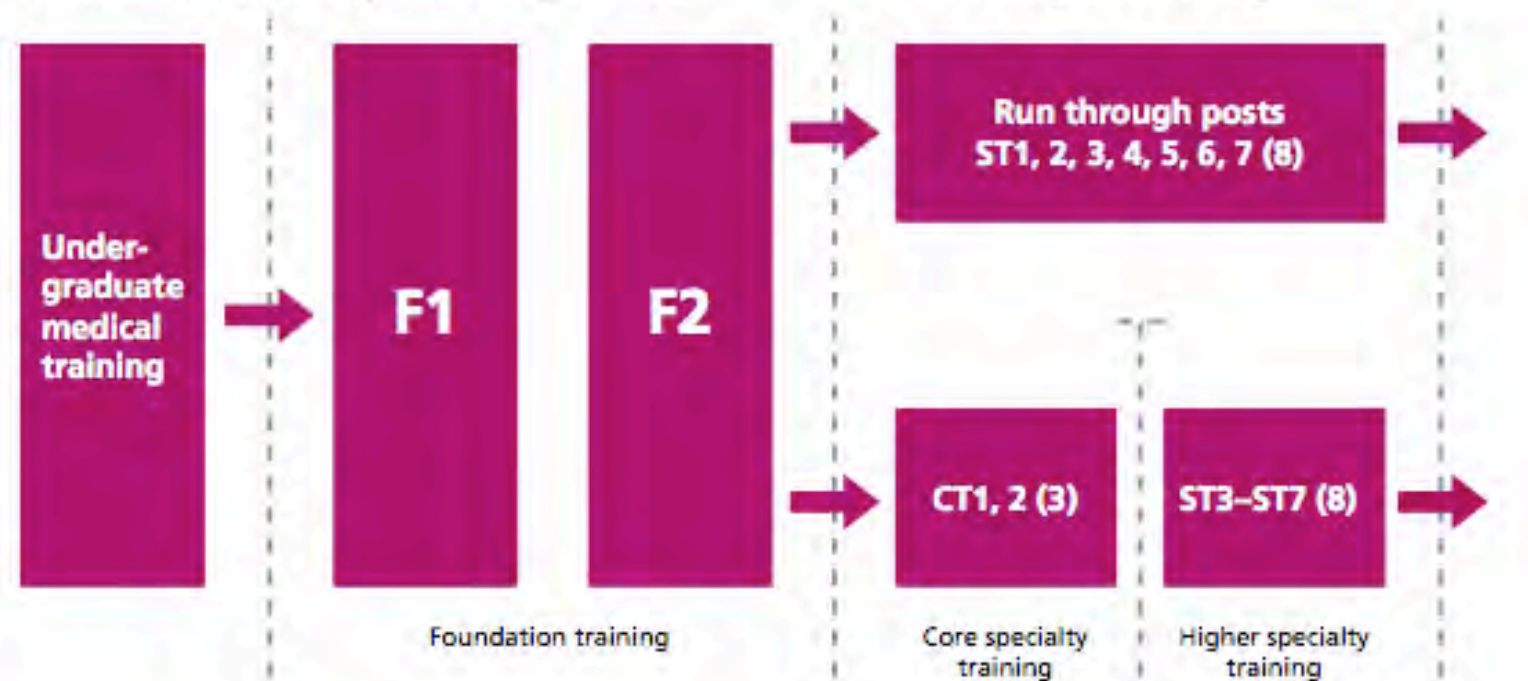 Under-
graduate
medical
training
F1
F2
Run through posts
ST1, 2, 3, 4, 5, 6, 7 (8)
CT1, 2 (3)
ST3–ST7 (8)
Foundation training
Core specialty
training
Higher specialty
training